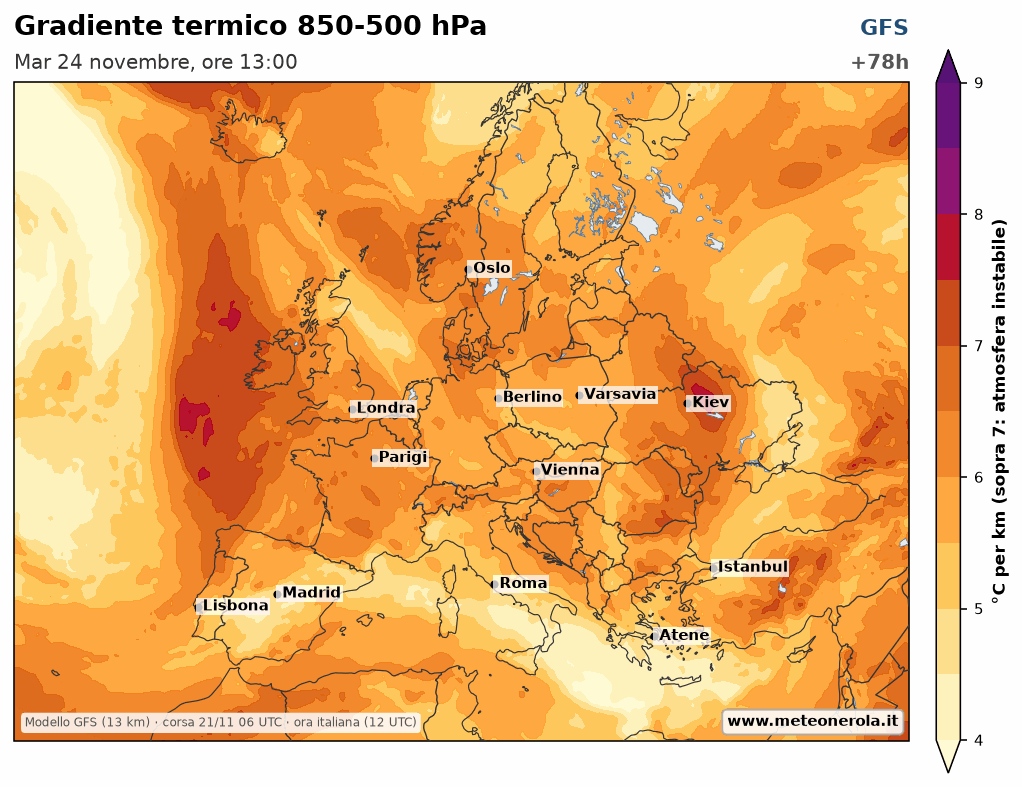 Gradiente termico 850-500 hPa
GFS
Mar 24 novembre, ore 13:00
+78h
9
8
7
6
5
4
°C per km (sopra 7: atmosfera instabile)
Oslo
Berlino
Varsavia
Kiev
Londra
Parigi
Vienna
Istanbul
Roma
Madrid
Lisbona
Atene
Modello GFS (13 km) · corsa 21/11 06 UTC · ora italiana (12 UTC)
www.meteonerola.it